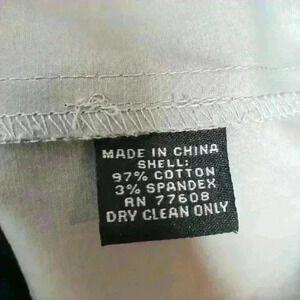 MADE IN CHINA
SHELL:
97% COTTON
3% SPANDEX
RN 77608
DRY CLEAN ONLY